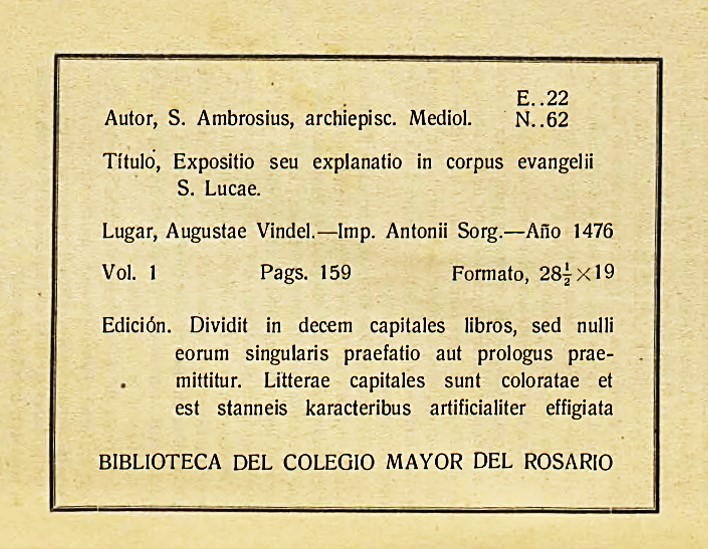 E..22
Autor, S. Ambrosius, archiepisc. Mediol. N..62
Título, Expositio seu explanatio in corpus evangelii
S. Lucae.
Lugar, Augustae Vindel.—Imp. Antonii Sorg.—Año 1476
Vol. 1 Pags. 159 Formato, 28½×19
Edición. Dividit in decem capitales libros, sed nulli
eorum singularis praefatio aut prologus prae-
mittitur. Litterae capitales sunt coloratae et
est stanneis karacteribus artificialiter effigiata
BIBLIOTECA DEL COLEGIO MAYOR DEL ROSARIO